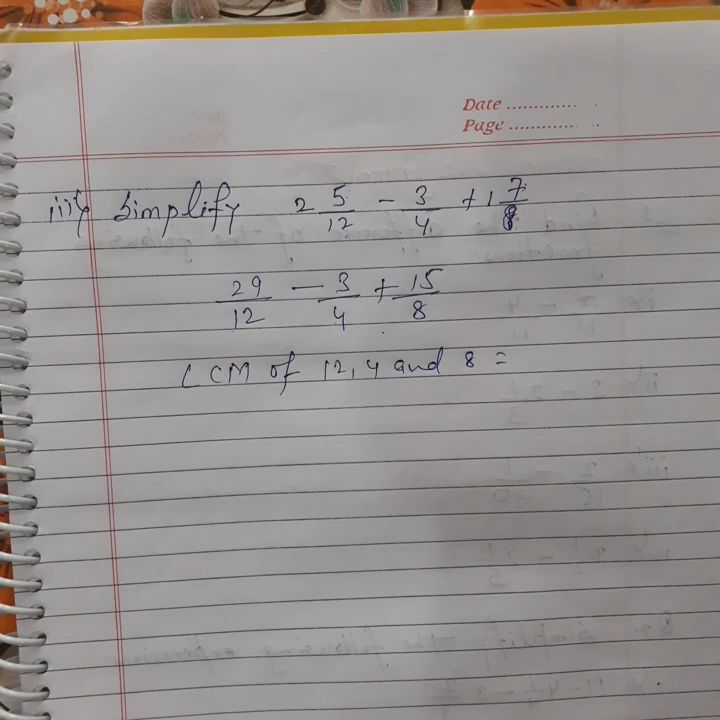 Date ..............
Page ..............
iii) Simplify 2 5/12 - 3/4 + 1 7/8
29/12 - 3/4 + 15/8
LCM of 12, 4 and 8 =